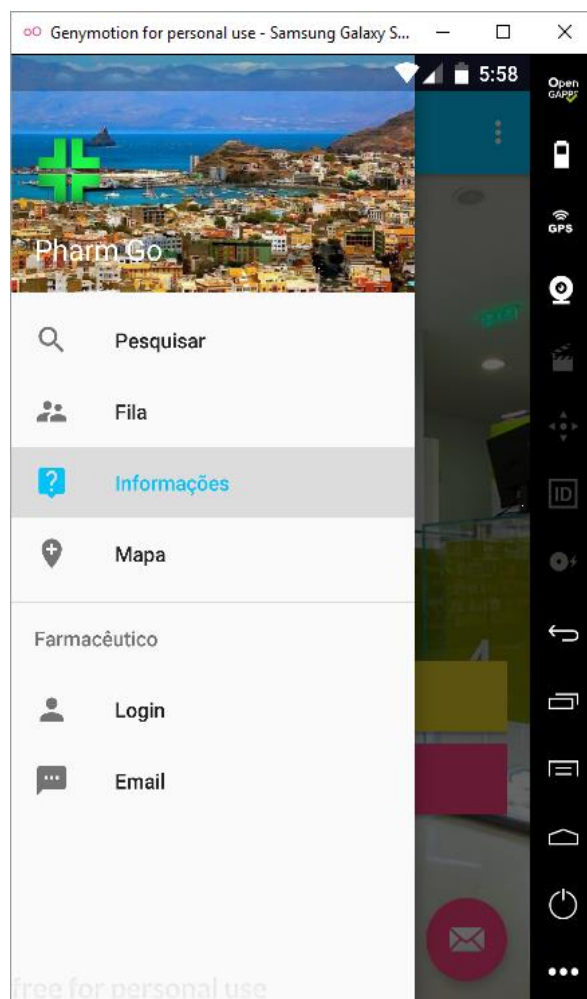 Genymotion for personal use - Samsung Galaxy S...
5:58
Open
GAPPS
Pharm Go
GPS
Pesquisar
Fila
Informações
ID
Mapa
Farmacêutico
Login
Email
free for personal use